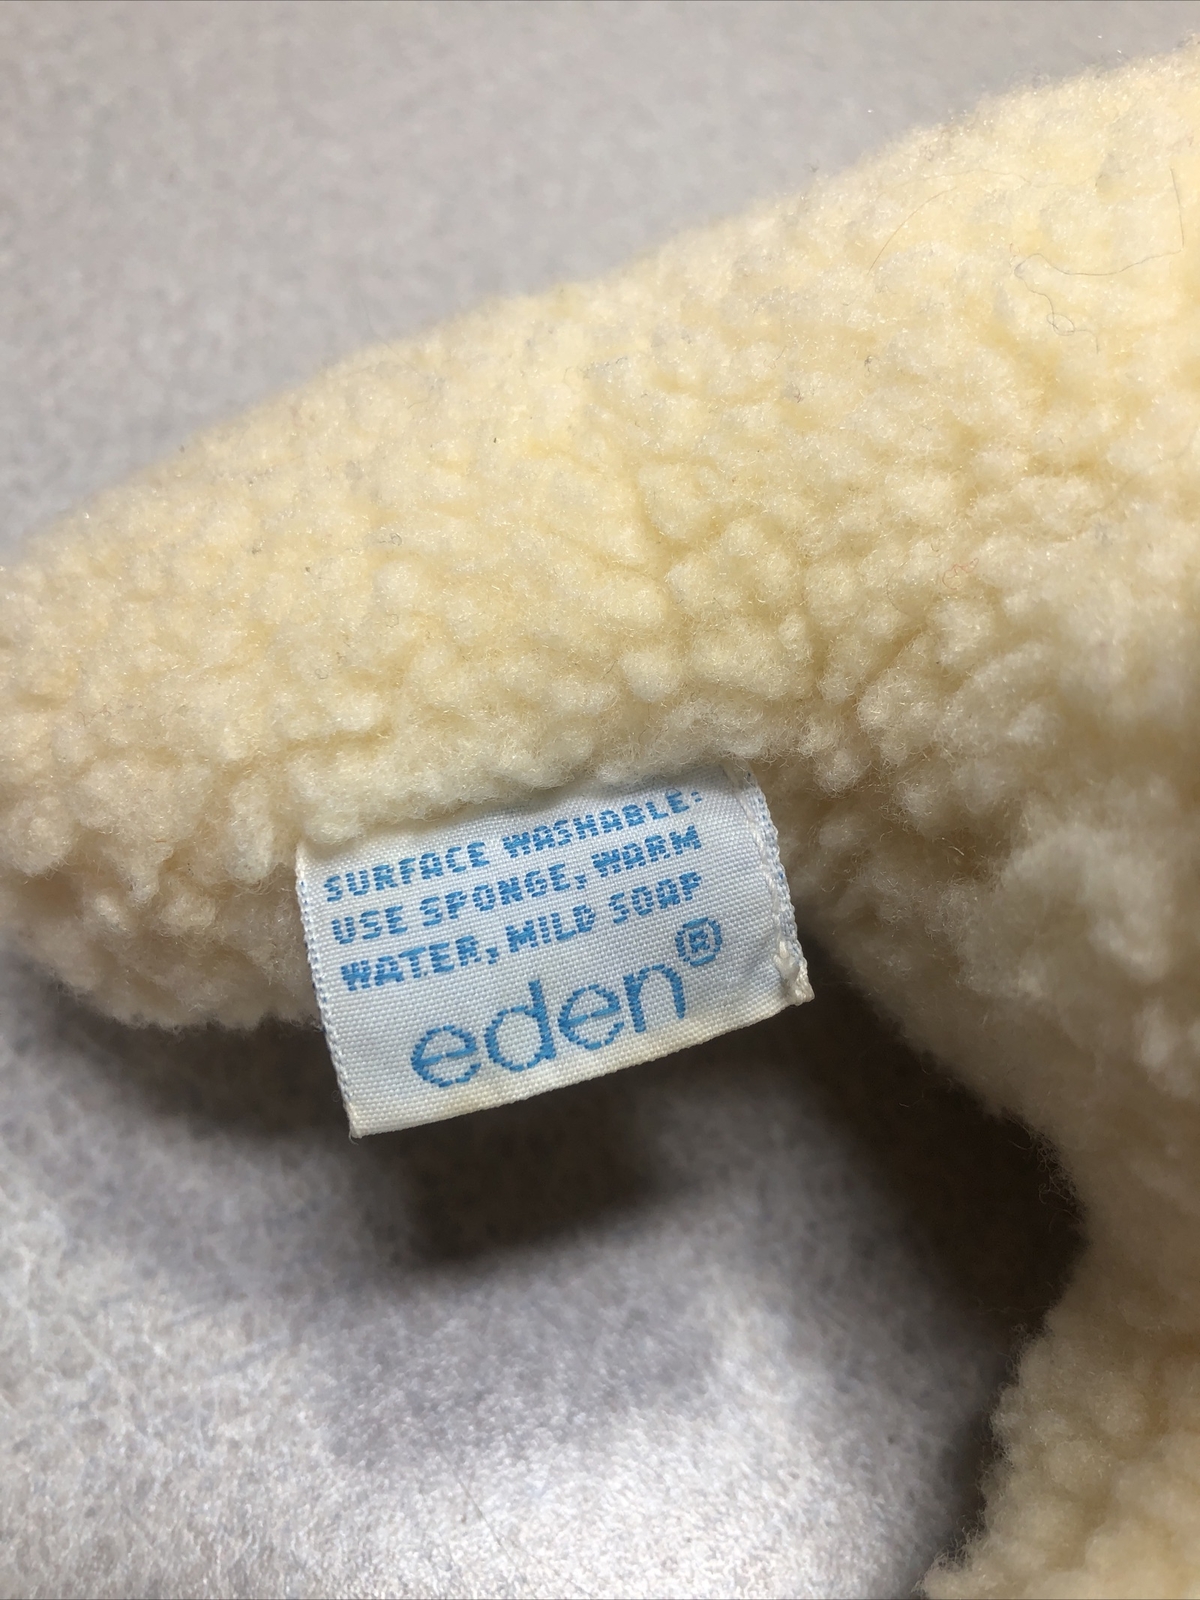 SURFACE WASHABLE:
USE SPONGE, WARM
WATER, MILD SOAP
eden®